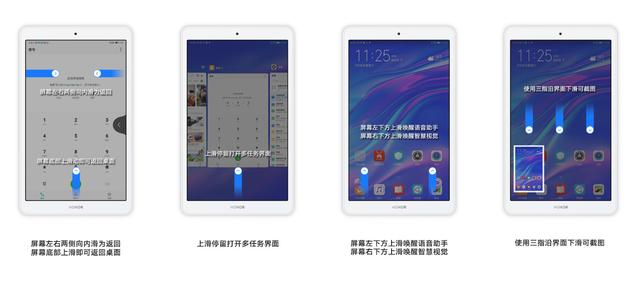 屏幕左右两侧向内滑为返回
屏幕底部上滑即可返回桌面
HONOR
上滑停留打开多任务界面
HONOR
11:25
屏幕左下方上滑唤醒语音助手
屏幕右下方上滑唤醒智慧视觉
HONOR
11:25
使用三指沿界面下滑可截图
HONOR
屏幕左右两侧向内滑为返回
屏幕底部上滑即可返回桌面
上滑停留打开多任务界面
屏幕左下方上滑唤醒语音助手
屏幕右下方上滑唤醒智慧视觉
使用三指沿界面下滑可截图